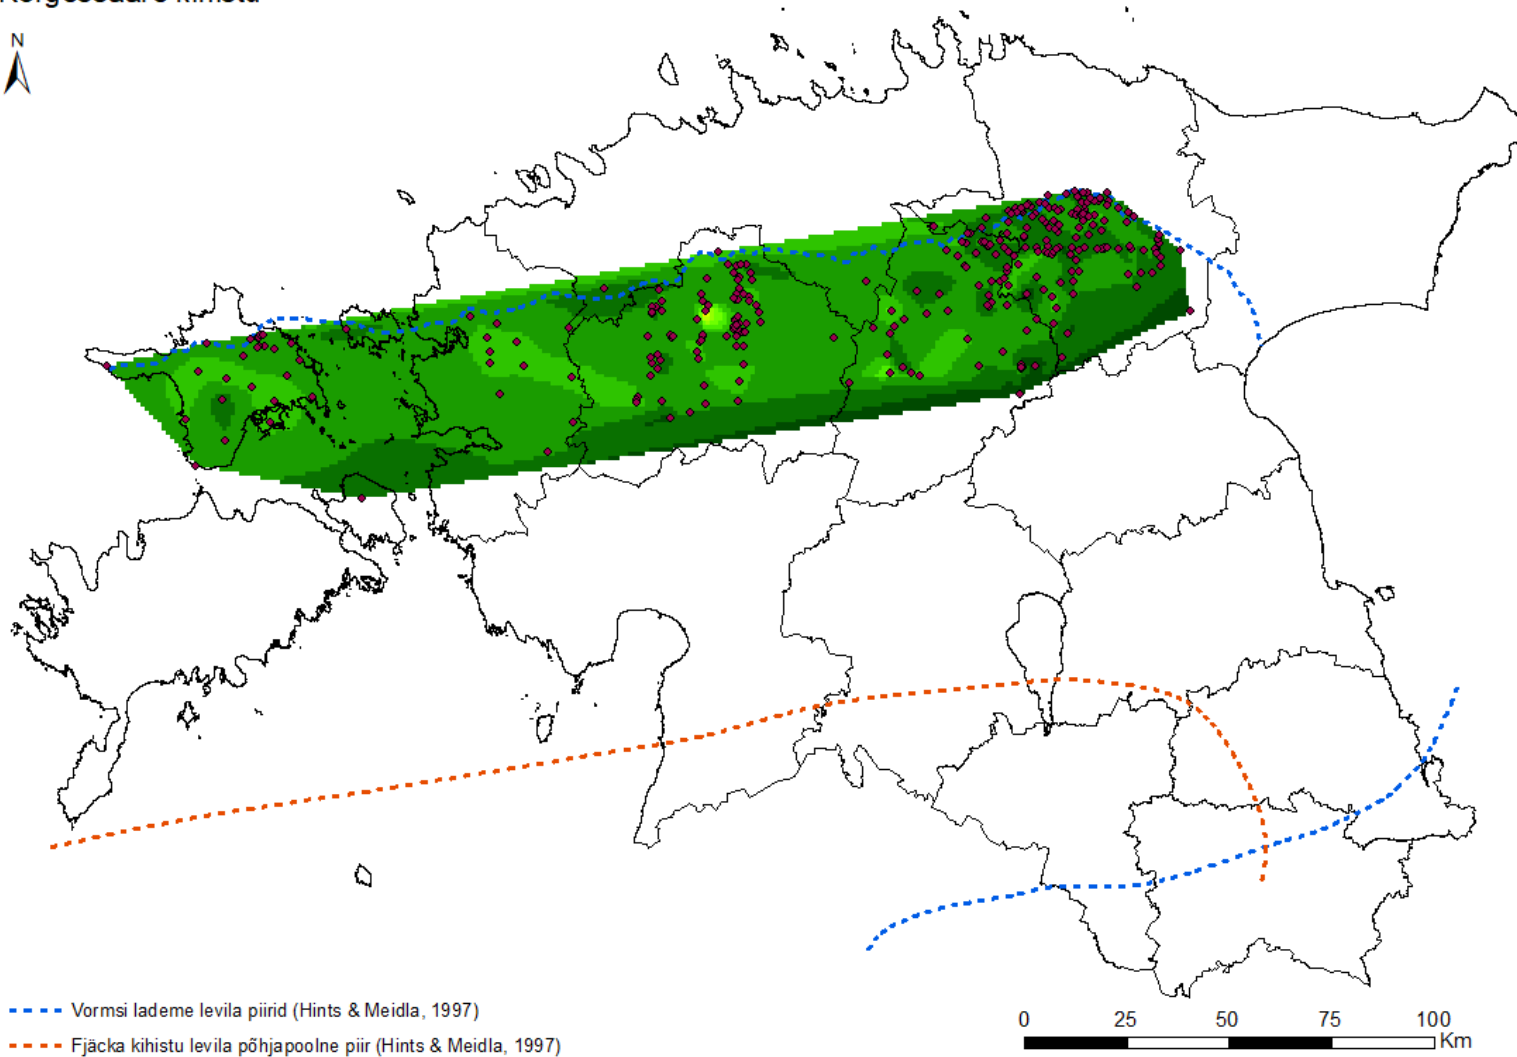 kihistu
N
Vormsi lademe levila piirid (Hints & Meidla, 1997)
Fjäcka kihistu levila põhjapoolne piir (Hints & Meidla, 1997)
0 25 50 75 100
Km